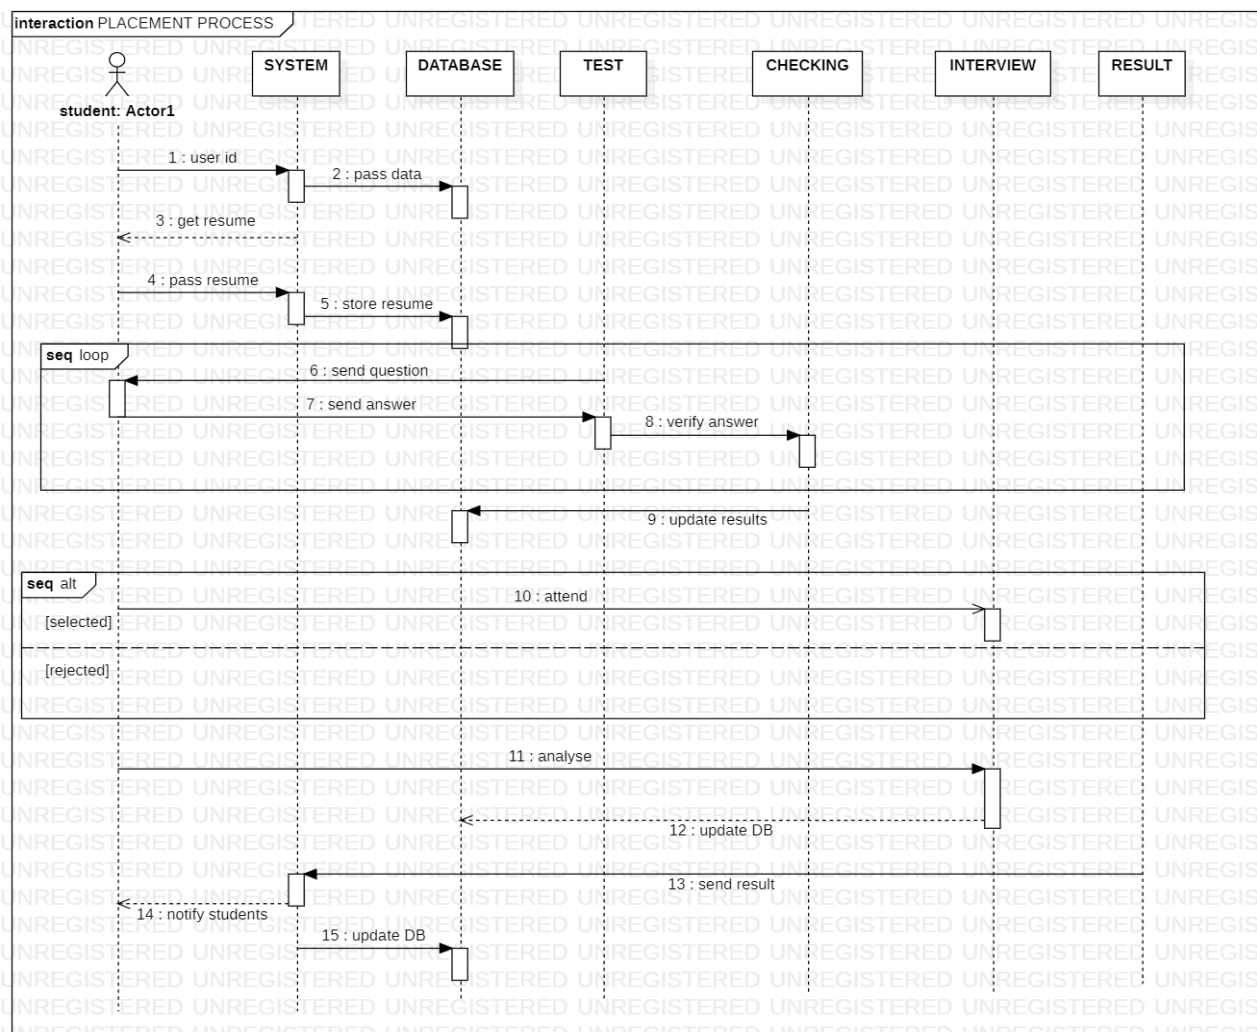 interaction PLACEMENT PROCESS
SYSTEM DATABASE TEST CHECKING INTERVIEW RESULT
student: Actor1
1 : user id
2 : pass data
3 : get resume
4 : pass resume
5 : store resume
seq loop
6 : send question
7 : send answer
8 : verify answer
9 : update results
seq alt
10 : attend
[selected]
[rejected]
11 : analyse
12 : update DB
13 : send result
14 : notify students
15 : update DB
UNREGISTERED